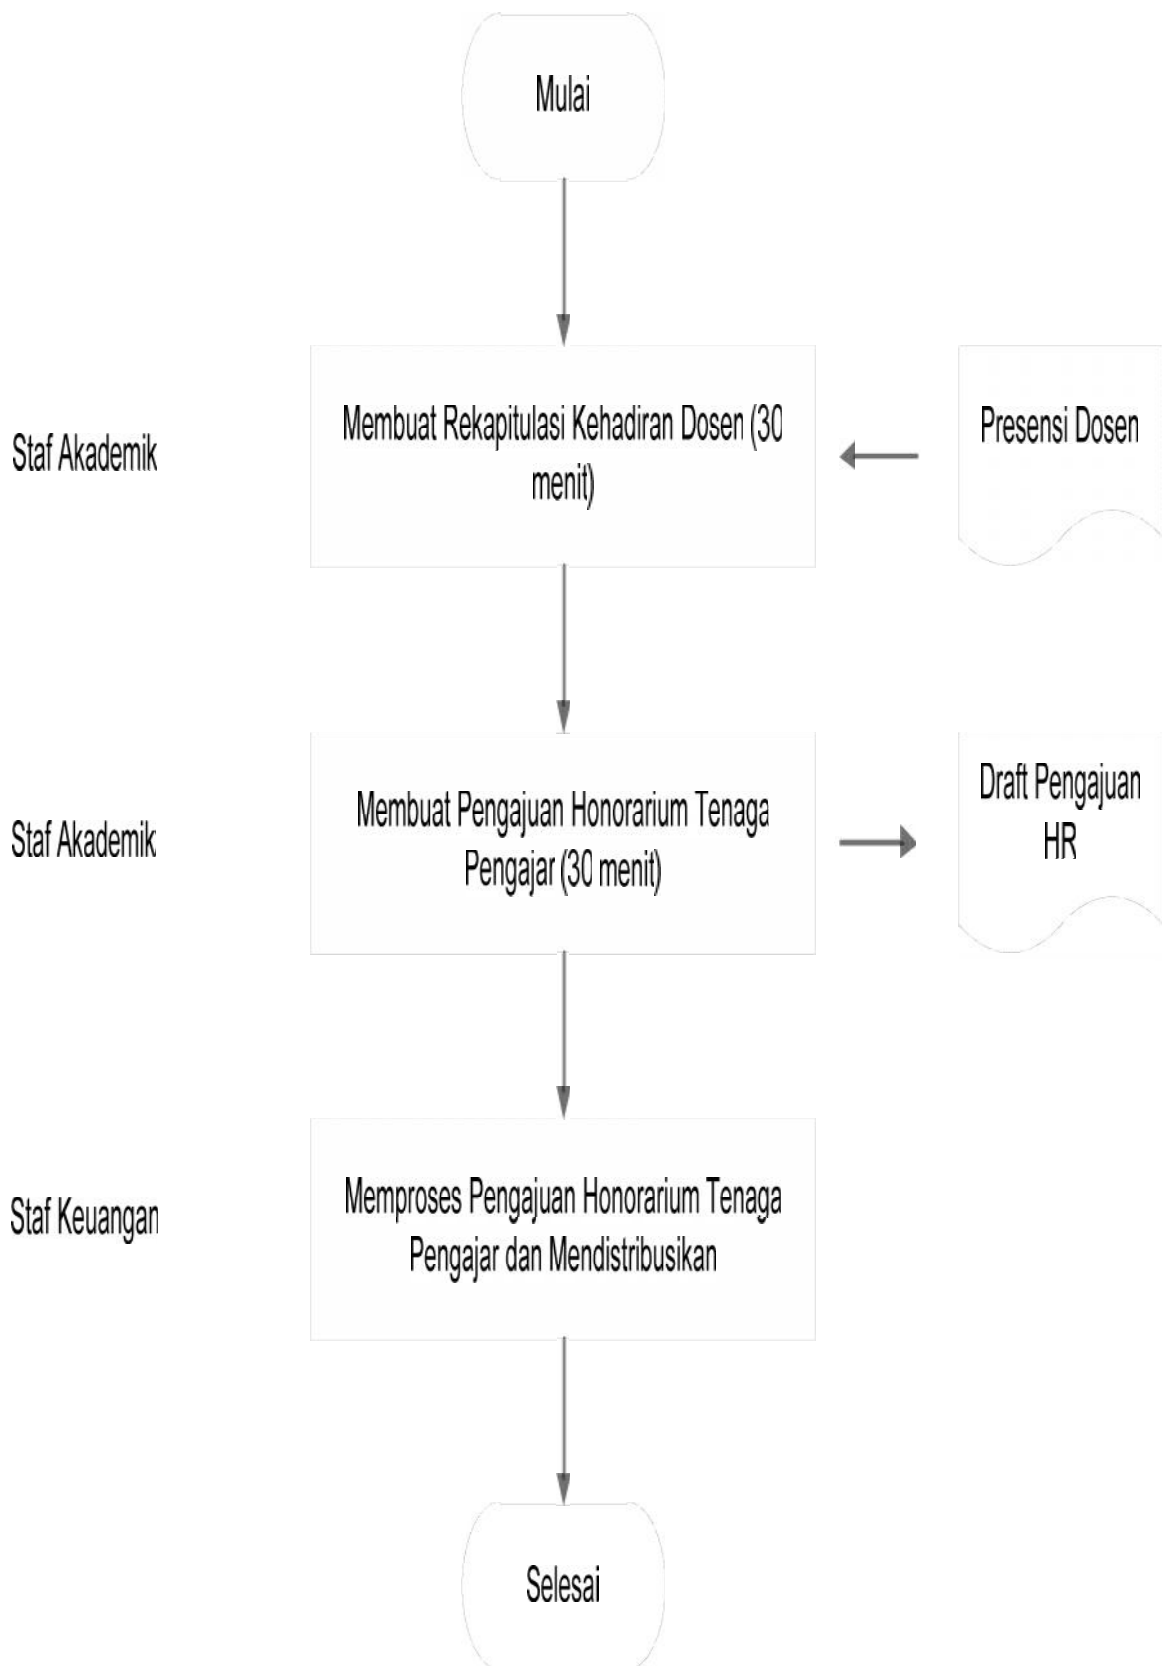 Mulai
Staf Akademik
Membuat Rekapitulasi Kehadiran Dosen (30
menit)
Presensi Dosen
Staf Akademik
Membuat Pengajuan Honorarium Tenaga
Pengajar (30 menit)
Draft Pengajuan
HR
Staf Keuangan
Memproses Pengajuan Honorarium Tenaga
Pengajar dan Mendistribusikan
Selesai